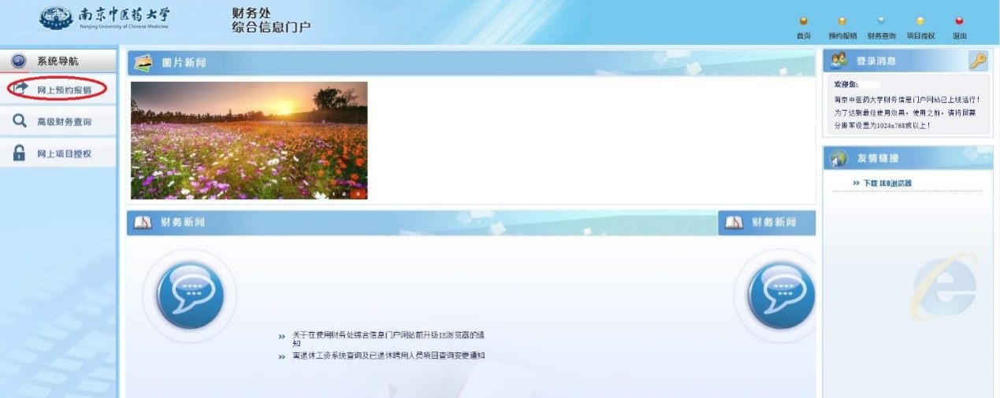 南京中医药大学
Nanjing University of Chinese Medicine
财务处
综合信息门户
首页 预约报销 财务查询 项目授权 退出
系统导航
网上预约报销
高级财务查询
网上项目授权
图片新闻
1 2 3
财务新闻
财务新闻
关于在使用财务处综合信息门户网站前升级IE浏览器的通
知
离退休工资系统查询及已退休聘用人员项目查询变更通知
登录消息
欢迎您:
南京中医药大学财务信息门户网站已上线运行!
为了达到最佳使用效果，使用之前，请将屏幕
分辨率设置为1024x768或以上!
友情链接
>> 下载 IE8浏览器